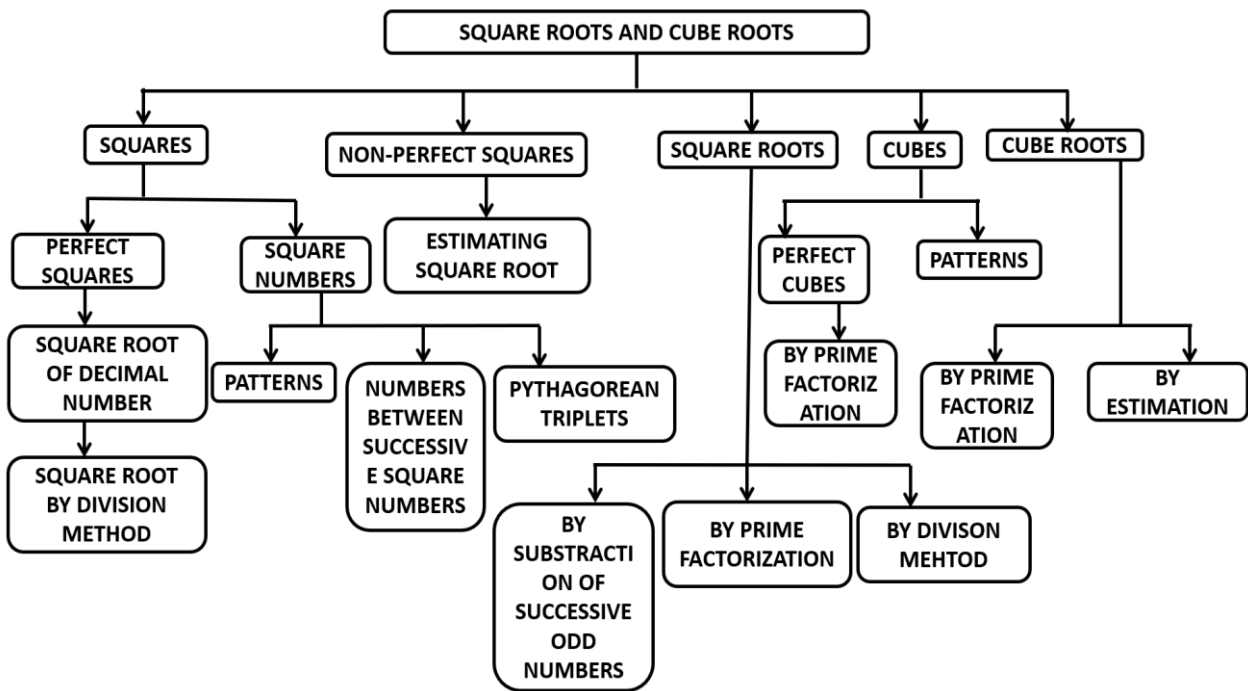 SQUARE ROOTS AND CUBE ROOTS
SQUARES
NON-PERFECT SQUARES
SQUARE ROOTS
CUBES
CUBE ROOTS
PERFECT
SQUARES
SQUARE
NUMBERS
ESTIMATING
SQUARE ROOT
PERFECT
CUBES
PATTERNS
SQUARE ROOT
OF DECIMAL
NUMBER
PATTERNS
NUMBERS
BETWEEN
SUCCESSIV
E SQUARE
NUMBERS
PYTHAGOREAN
TRIPLETS
BY PRIME
FACTORIZ
ATION
BY PRIME
FACTORIZ
ATION
BY
ESTIMATION
SQUARE ROOT
BY DIVISION
METHOD
BY
SUBSTRACTI
ON OF
SUCCESSIVE
ODD
NUMBERS
BY PRIME
FACTORIZATION
BY DIVISON
MEHTOD